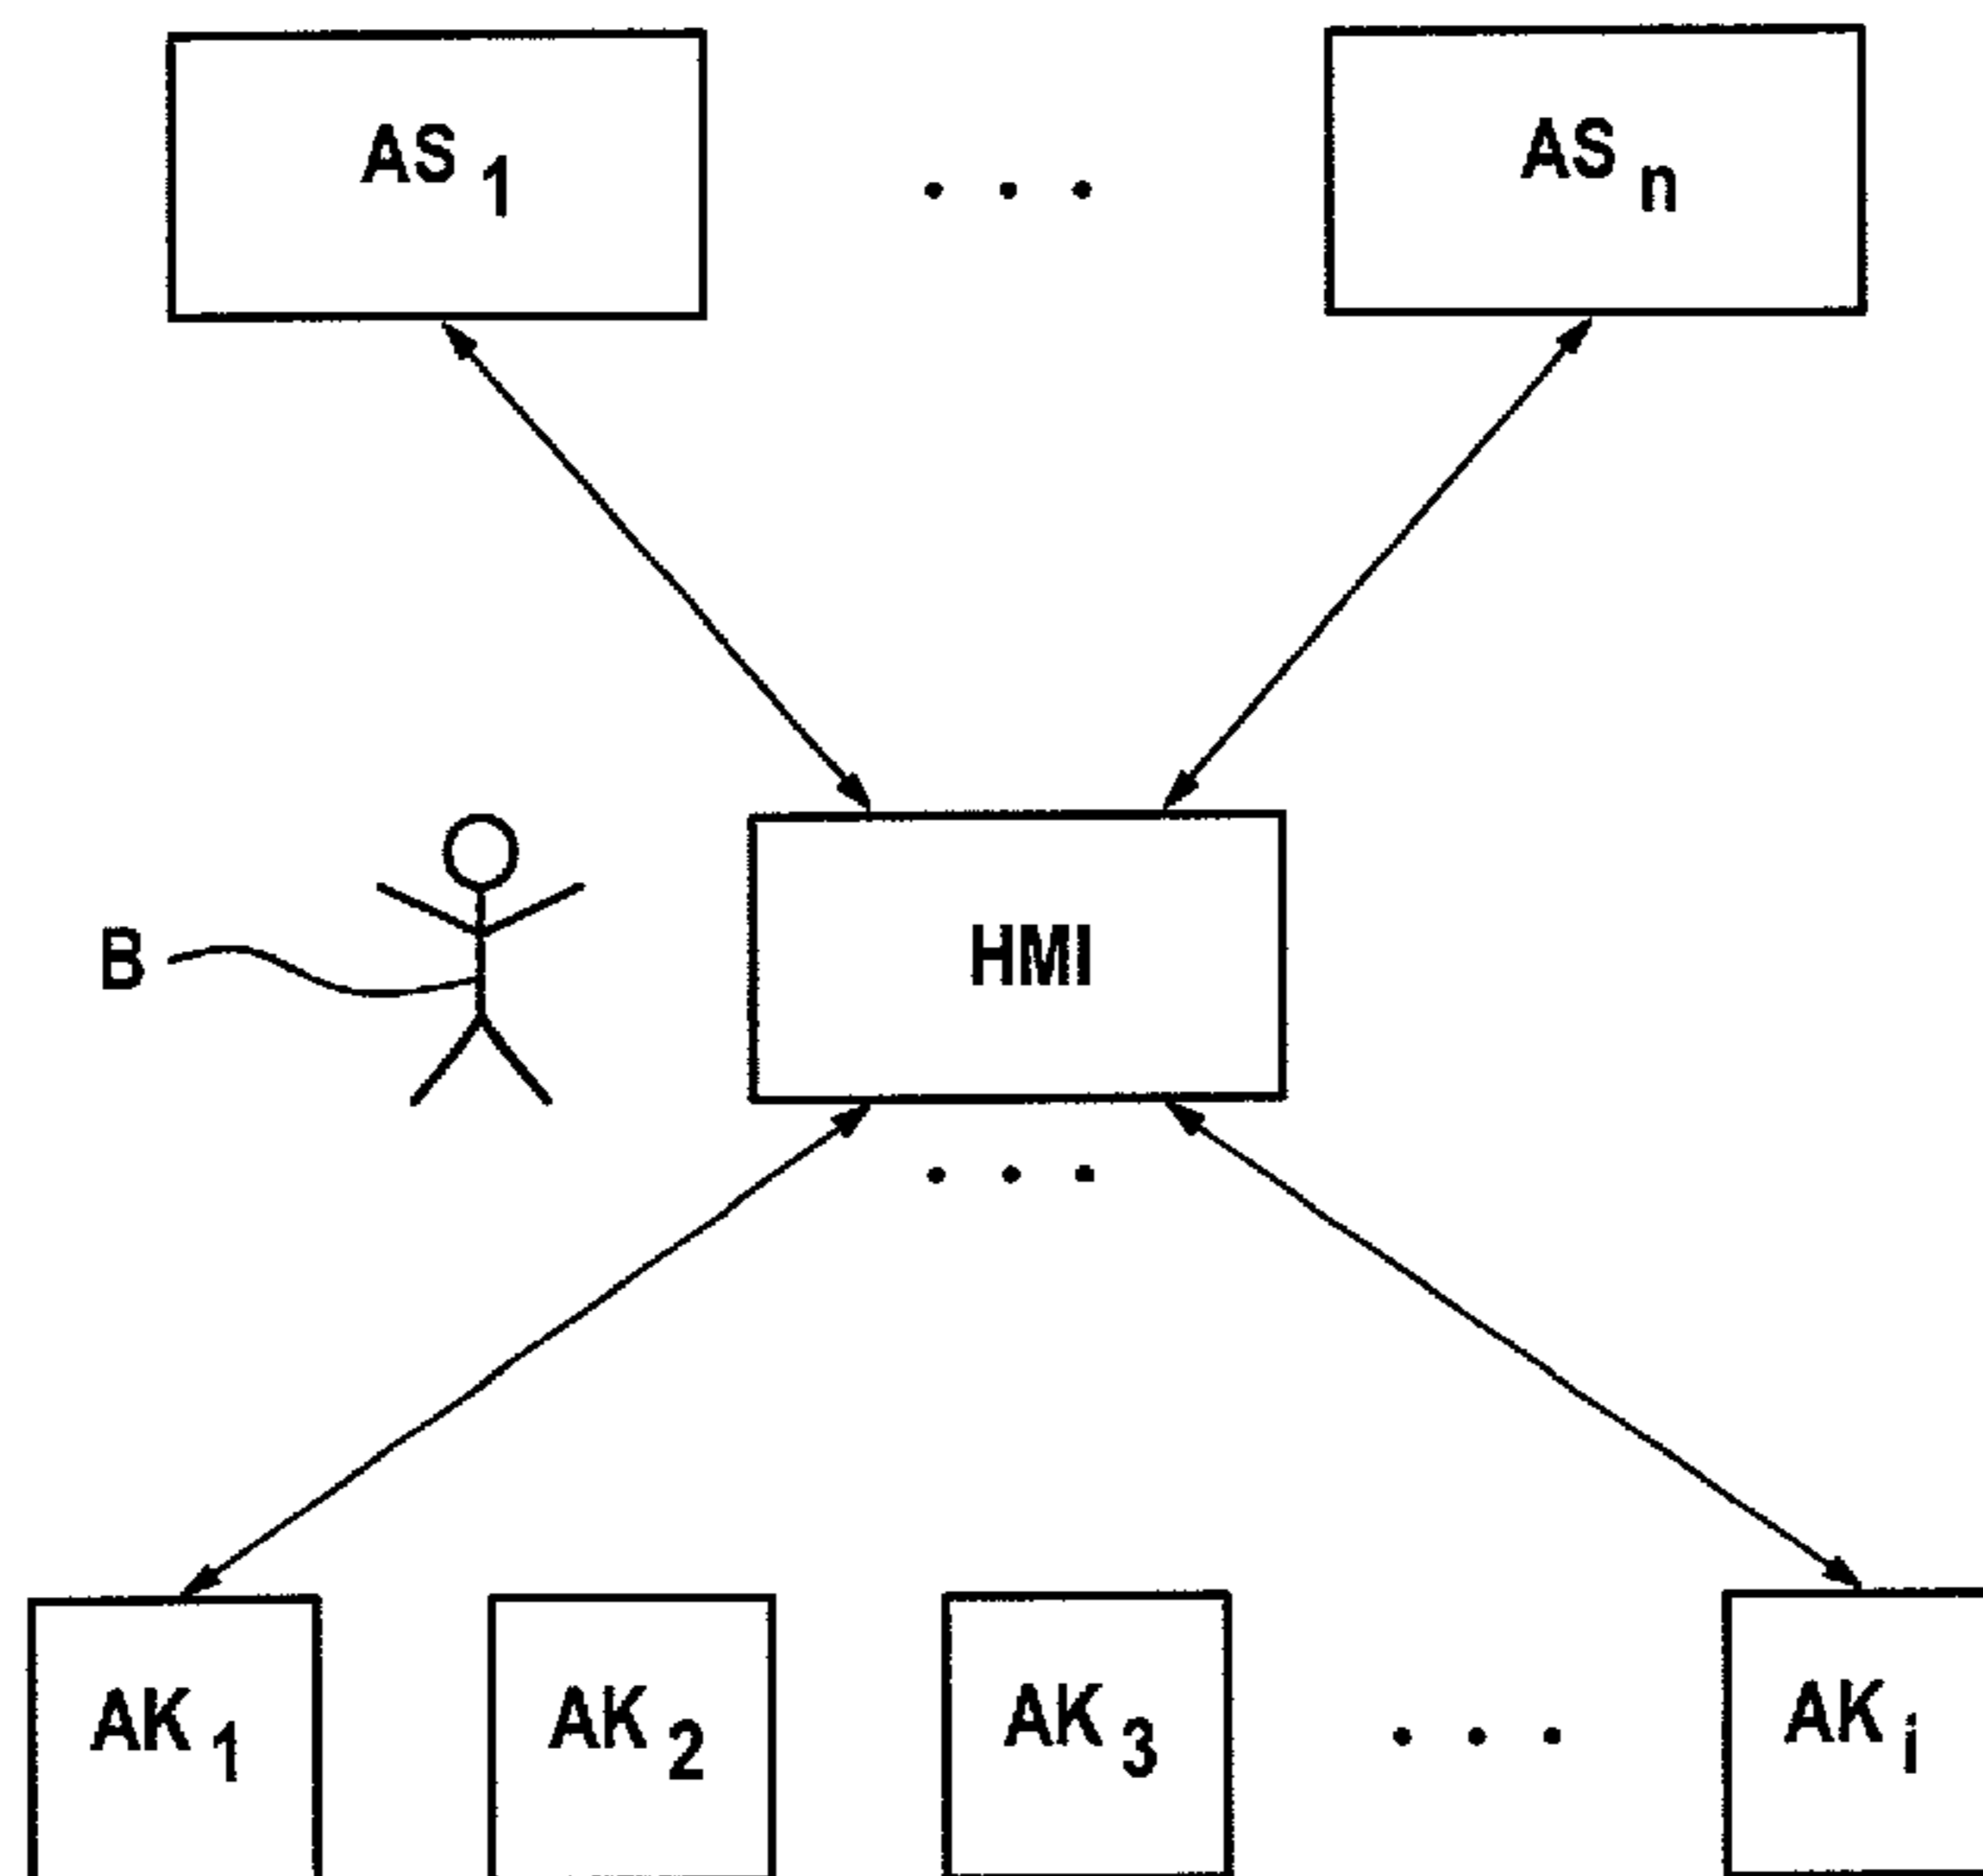 AS 1 . . . AS n
B HMI
. . .
AK 1 AK 2 AK 3 . . . AK i